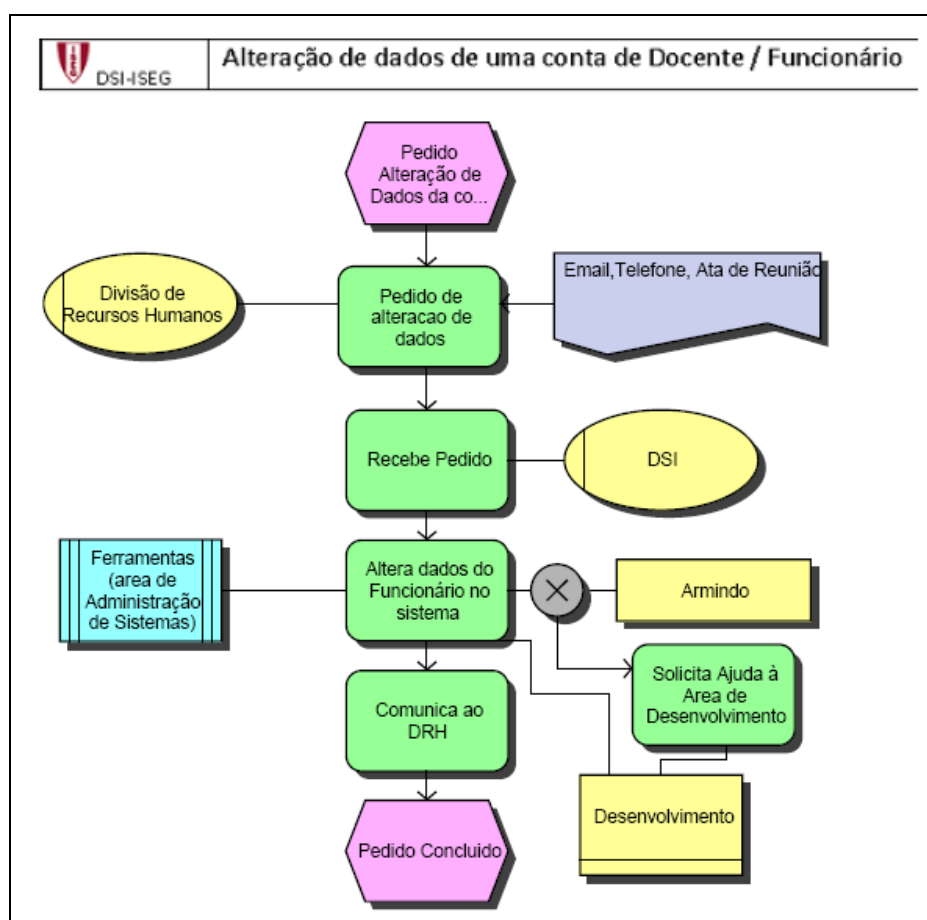 DSI-ISEG
Alteração de dados de uma conta de Docente / Funcionário
Pedido
Alteração de
Dados da co...
Divisão de
Recursos Humanos
Pedido de
alteracao de
dados
Email,Telefone, Ata de Reunião
Recebe Pedido
DSI
Ferramentas
(area de
Administração
de Sistemas)
Altera dados do
Funcionário no
sistema
Armindo
Solicita Ajuda à
Area de
Desenvolvimento
Comunica ao
DRH
Desenvolvimento
Pedido Concluido